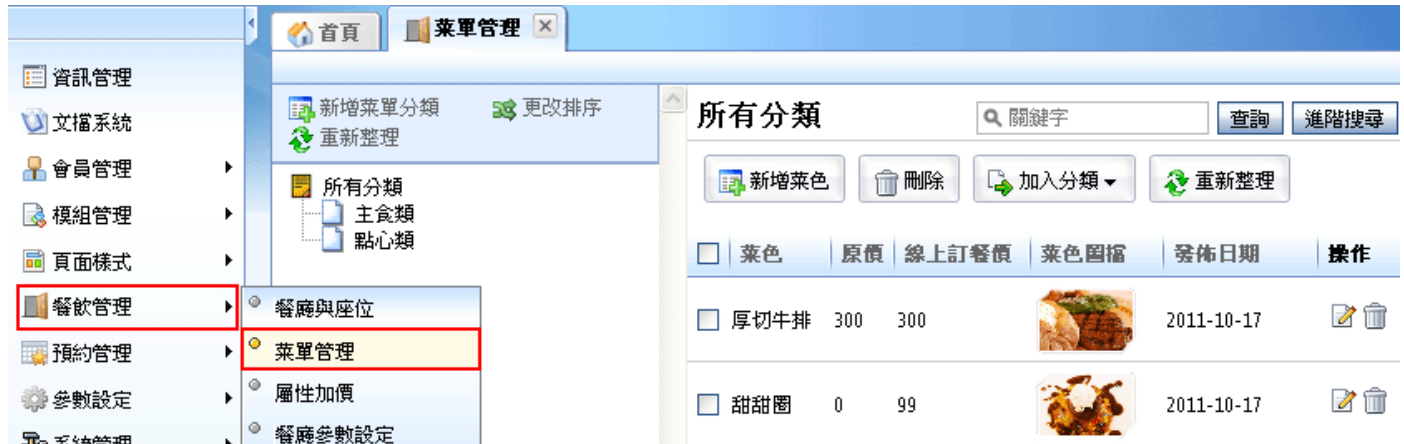 首頁
菜單管理
資訊管理
文檔系統
會員管理
模組管理
頁面樣式
餐飲管理
預約管理
參數設定
系統管理
餐廳與座位
菜單管理
屬性加價
餐廳參數設定
新增菜單分類 更改排序
重新整理
所有分類
主食類
點心類
所有分類 關鍵字 查詢 進階搜尋
新增菜色 刪除 加入分類 重新整理
菜色 原價 線上訂餐價 菜色圖檔 發佈日期 操作
厚切牛排 300 300 2011-10-17
甜甜圈 0 99 2011-10-17